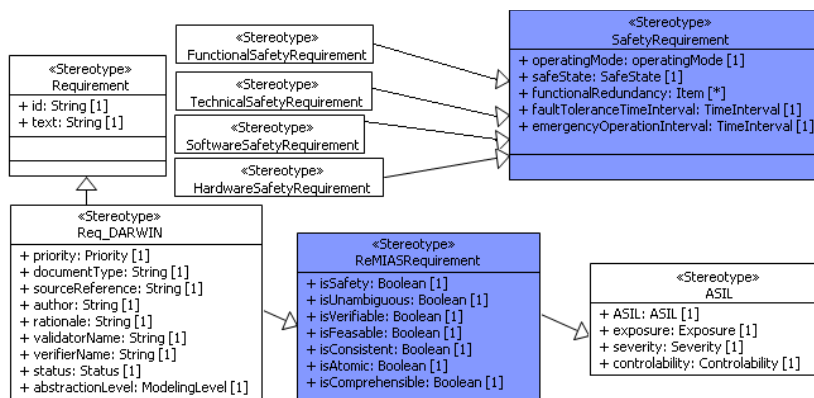 «Stereotype»
Requirement
+ id: String [1]
+ text: String [1]
«Stereotype»
FunctionalSafetyRequirement
«Stereotype»
TechnicalSafetyRequirement
«Stereotype»
SoftwareSafetyRequirement
«Stereotype»
HardwareSafetyRequirement
«Stereotype»
SafetyRequirement
+ operatingMode: operatingMode [1]
+ safeState: SafeState [1]
+ functionalRedundancy: Item [*]
+ faultToleranceTimeInterval: TimeInterval [1]
+ emergencyOperationInterval: TimeInterval [1]
«Stereotype»
Req_DARWIN
+ priority: Priority [1]
+ documentType: String [1]
+ sourceReference: String [1]
+ author: String [1]
+ rationale: String [1]
+ validatorName: String [1]
+ verifierName: String [1]
+ status: Status [1]
+ abstractionLevel: ModelingLevel [1]
«Stereotype»
ReMIASRequirement
+ isSafety: Boolean [1]
+ isUnambiguous: Boolean [1]
+ isVerifiable: Boolean [1]
+ isFeasable: Boolean [1]
+ isConsistent: Boolean [1]
+ isAtomic: Boolean [1]
+ isComprehensible: Boolean [1]
«Stereotype»
ASIL
+ ASIL: ASIL [1]
+ exposure: Exposure [1]
+ severity: Severity [1]
+ controlability: Controlability [1]